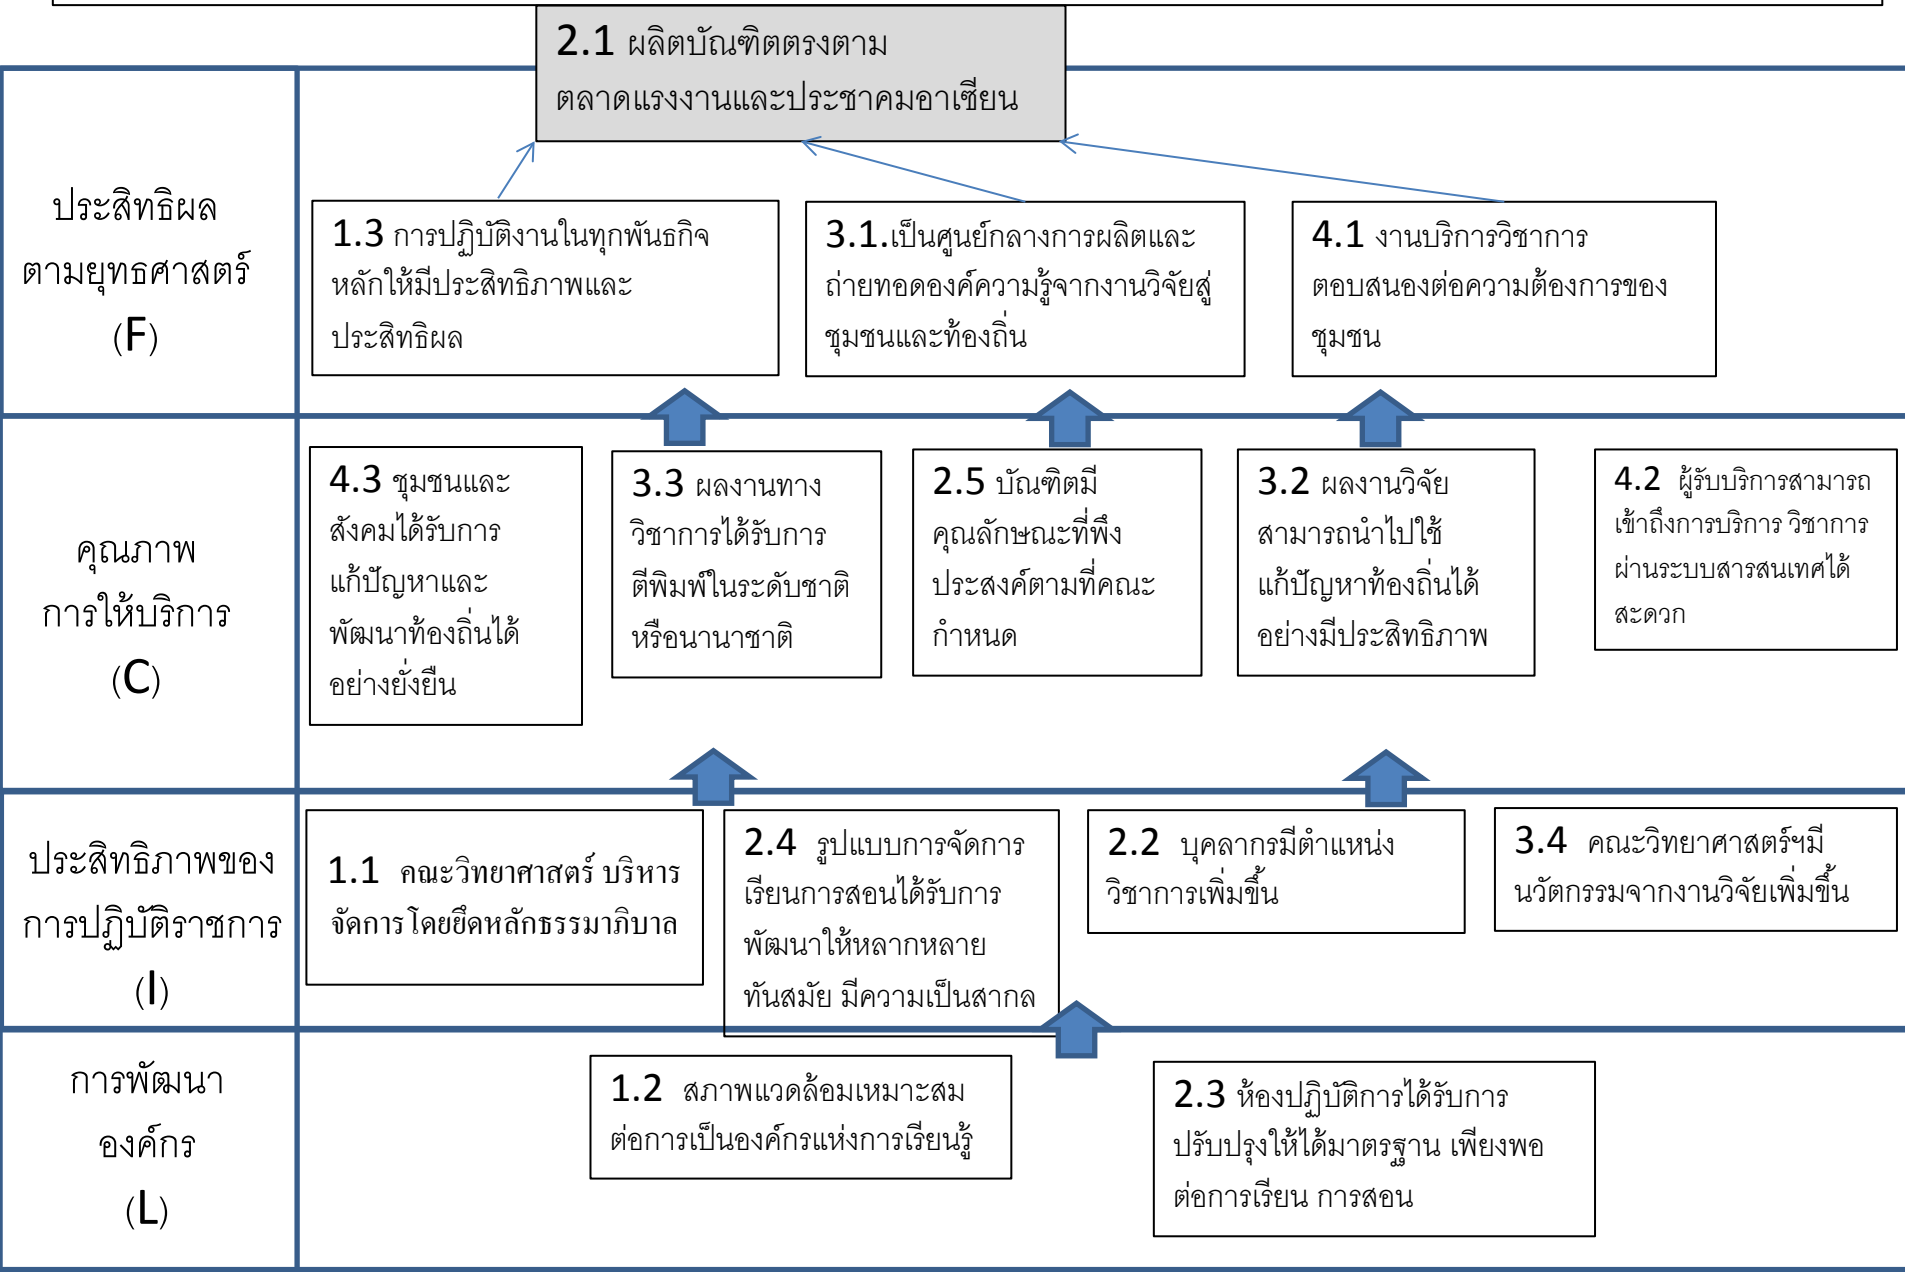 2.1 ผลิตบัณฑิตตรงตาม
ตลาดแรงงานและประชาคมอาเซียน
ประสิทธิผล
ตามยุทธศาสตร์
(F)
1.3 การปฏิบัติงานในทุกพันธกิจ
หลักให้มีประสิทธิภาพและ
ประสิทธิผล
3.1.เป็นศูนย์กลางการผลิตและ
ถ่ายทอดองค์ความรู้จากงานวิจัยสู่
ชุมชนและท้องถิ่น
4.1 งานบริการวิชาการ
ตอบสนองต่อความต้องการของ
ชุมชน
คุณภาพ
การให้บริการ
(C)
4.3 ชุมชนและ
สังคมได้รับการ
แก้ปัญหาและ
พัฒนาท้องถิ่นได้
อย่างยั่งยืน
3.3 ผลงานทาง
วิชาการได้รับการ
ตีพิมพ์ในระดับชาติ
หรือนานาชาติ
2.5 บัณฑิตมี
คุณลักษณะที่พึง
ประสงค์ตามที่คณะ
กำหนด
3.2 ผลงานวิจัย
สามารถนำไปใช้
แก้ปัญหาท้องถิ่นได้
อย่างมีประสิทธิภาพ
4.2 ผู้รับบริการสามารถ
เข้าถึงการบริการ วิชาการ
ผ่านระบบสารสนเทศได้
สะดวก
ประสิทธิภาพของ
การปฏิบัติราชการ
(I)
1.1 คณะวิทยาศาสตร์ บริหาร
จัดการโดยยึดหลักธรรมาภิบาล
2.4 รูปแบบการจัดการ
เรียนการสอนได้รับการ
พัฒนาให้หลากหลาย
ทันสมัย มีความเป็นสากล
2.2 บุคลากรมีตำแหน่ง
วิชาการเพิ่มขึ้น
3.4 คณะวิทยาศาสตร์ฯมี
นวัตกรรมจากงานวิจัยเพิ่มขึ้น
การพัฒนา
องค์กร
(L)
1.2 สภาพแวดล้อมเหมาะสม
ต่อการเป็นองค์กรแห่งการเรียนรู้
2.3 ห้องปฏิบัติการได้รับการ
ปรับปรุงให้ได้มาตรฐาน เพียงพอ
ต่อการเรียน การสอน